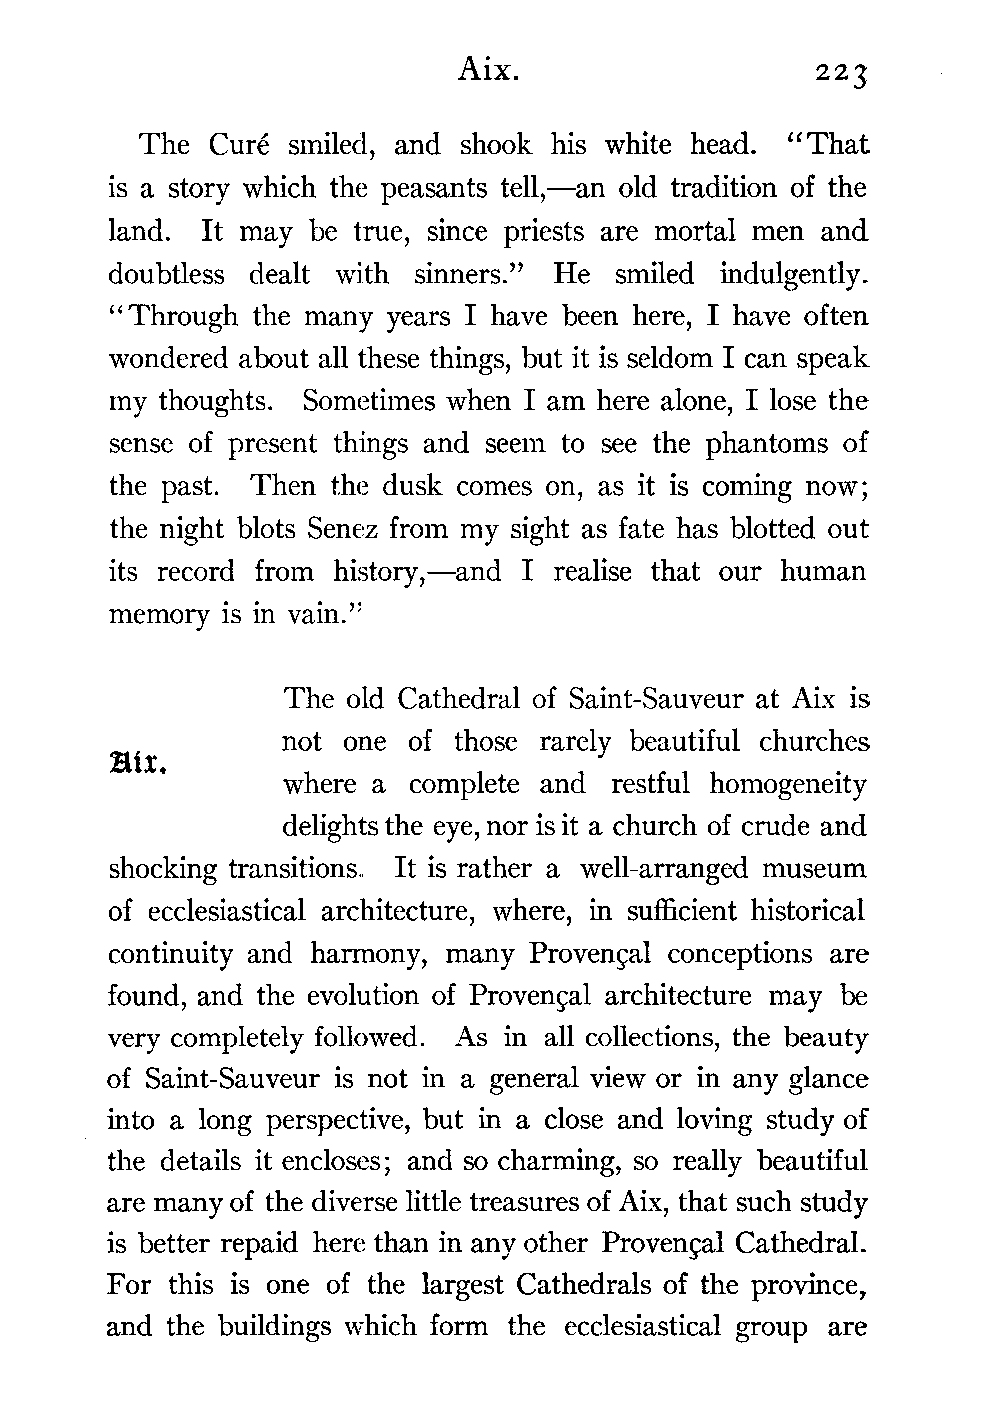 Aix. 223
The Curé smiled, and shook his white head. "That
is a story which the peasants tell,—an old tradition of the
land. It may be true, since priests are mortal men and
doubtless dealt with sinners." He smiled indulgently.
"Through the many years I have been here, I have often
wondered about all these things, but it is seldom I can speak
my thoughts. Sometimes when I am here alone, I lose the
sense of present things and seem to see the phantoms of
the past. Then the dusk comes on, as it is coming now;
the night blots Senez from my sight as fate has blotted out
its record from history,—and I realise that our human
memory is in vain."
Aix.
The old Cathedral of Saint-Sauveur at Aix is
not one of those rarely beautiful churches
where a complete and restful homogeneity
delights the eye, nor is it a church of crude and
shocking transitions. It is rather a well-arranged museum
of ecclesiastical architecture, where, in sufficient historical
continuity and harmony, many Provençal conceptions are
found, and the evolution of Provençal architecture may be
very completely followed. As in all collections, the beauty
of Saint-Sauveur is not in a general view or in any glance
into a long perspective, but in a close and loving study of
the details it encloses; and so charming, so really beautiful
are many of the diverse little treasures of Aix, that such study
is better repaid here than in any other Provençal Cathedral.
For this is one of the largest Cathedrals of the province,
and the buildings which form the ecclesiastical group are